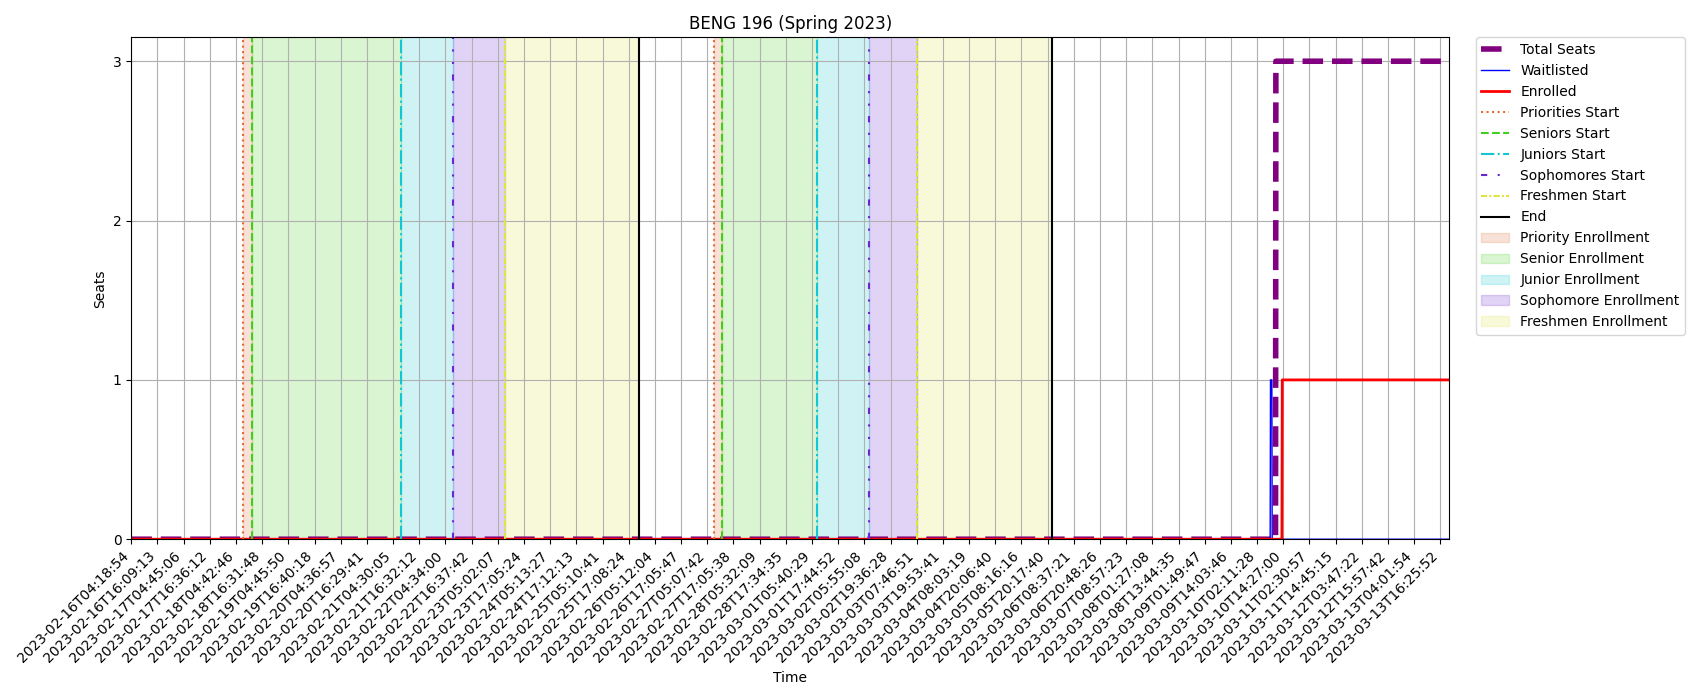 BENG 196 (Spring 2023)
3
2
1
0
Seats
2023-02-16T04:18:54
2023-02-16T16:09:13
2023-02-17T04:45:06
2023-02-17T16:36:12
2023-02-18T04:42:46
2023-02-18T16:31:48
2023-02-19T04:45:50
2023-02-19T16:40:18
2023-02-20T04:36:57
2023-02-20T16:29:41
2023-02-21T04:30:05
2023-02-21T16:32:12
2023-02-22T04:34:00
2023-02-22T16:37:42
2023-02-23T05:02:07
2023-02-23T17:05:24
2023-02-24T05:13:27
2023-02-24T17:12:13
2023-02-25T05:10:41
2023-02-25T17:08:24
2023-02-26T05:12:04
2023-02-26T17:05:47
2023-02-27T05:07:42
2023-02-27T17:05:38
2023-02-28T05:32:09
2023-02-28T17:34:35
2023-03-01T05:40:29
2023-03-01T17:44:52
2023-03-02T05:55:08
2023-03-02T19:36:28
2023-03-03T07:46:51
2023-03-03T19:53:41
2023-03-04T08:03:19
2023-03-04T20:06:40
2023-03-05T08:16:16
2023-03-05T20:17:40
2023-03-06T08:37:21
2023-03-06T20:48:26
2023-03-07T08:57:23
2023-03-08T01:27:08
2023-03-08T13:44:35
2023-03-09T01:49:47
2023-03-09T14:03:46
2023-03-10T02:11:28
2023-03-10T14:27:00
2023-03-11T02:30:57
2023-03-11T14:45:15
2023-03-12T03:47:22
2023-03-12T15:57:42
2023-03-13T04:01:54
2023-03-13T16:25:52
Time
Total Seats
Waitlisted
Enrolled
Priorities Start
Seniors Start
Juniors Start
Sophomores Start
Freshmen Start
End
Priority Enrollment
Senior Enrollment
Junior Enrollment
Sophomore Enrollment
Freshmen Enrollment